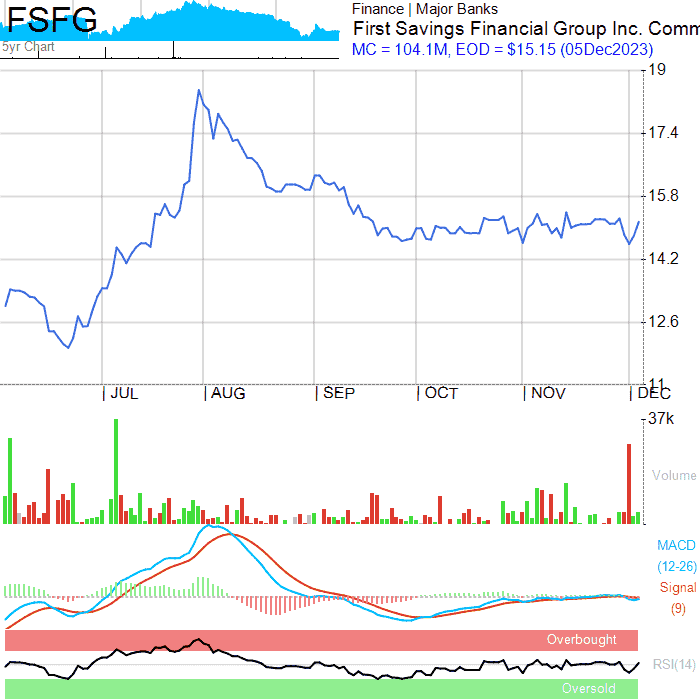 FSFG
5yr Chart
Finance | Major Banks
First Savings Financial Group Inc. Comm
MC = 104.1M, EOD = $15.15 (05Dec2023)
19
17.4
15.8
14.2
12.6
11
| JUL | AUG | SEP | OCT | NOV | DEC
37k
Volume
MACD
(12-26)
Signal
(9)
Overbought
RSI(14)
Oversold